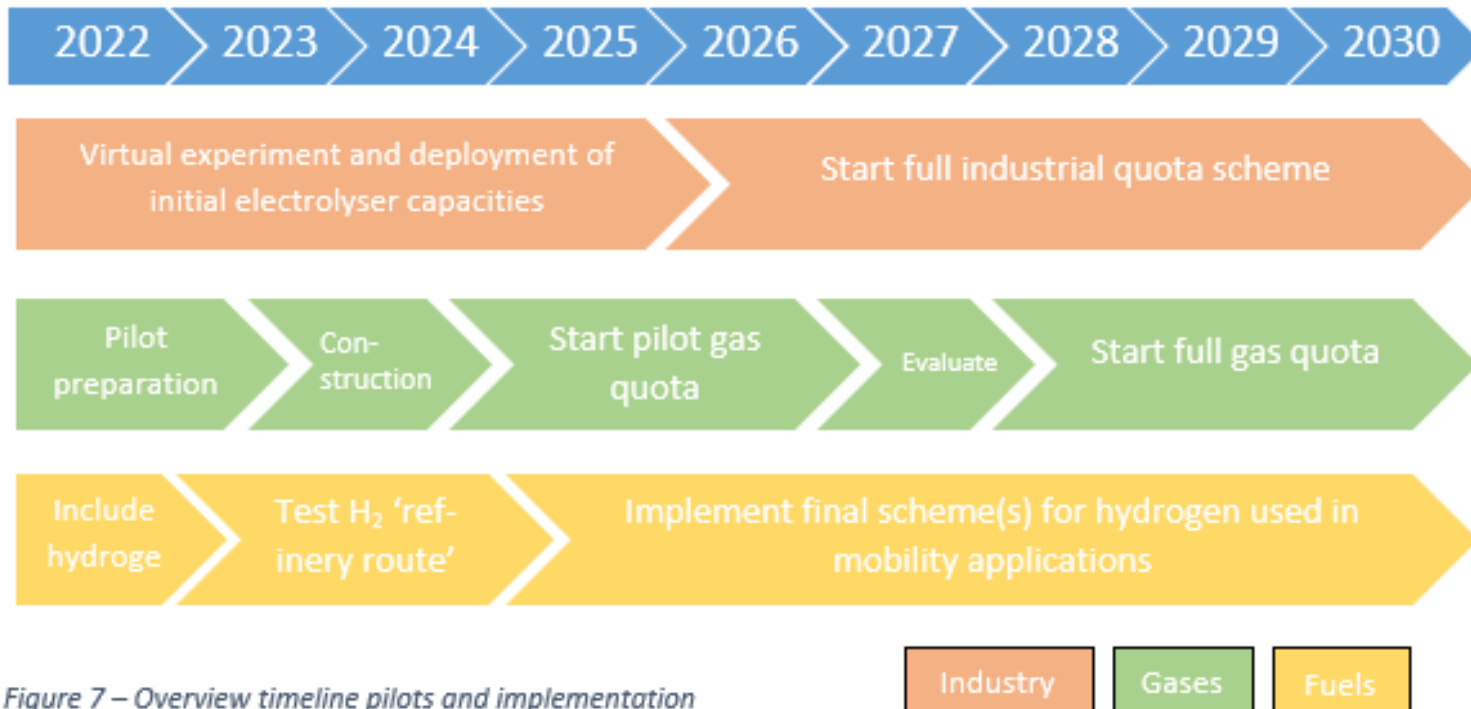 2022 2023 2024 2025 2026 2027 2028 2029 2030
Virtual experiment and deployment of
initial electrolyser capacities
Start full industrial quota scheme
Pilot
preparation
Con-
struction
Start pilot gas
quota
Evaluate
Start full gas quota
Include
hydroge
Test H₂ ‘ref-
inery route’
Implement final scheme(s) for hydrogen used in
mobility applications
Industry
Gases
Fuels
Figure 7 – Overview timeline pilots and implementation